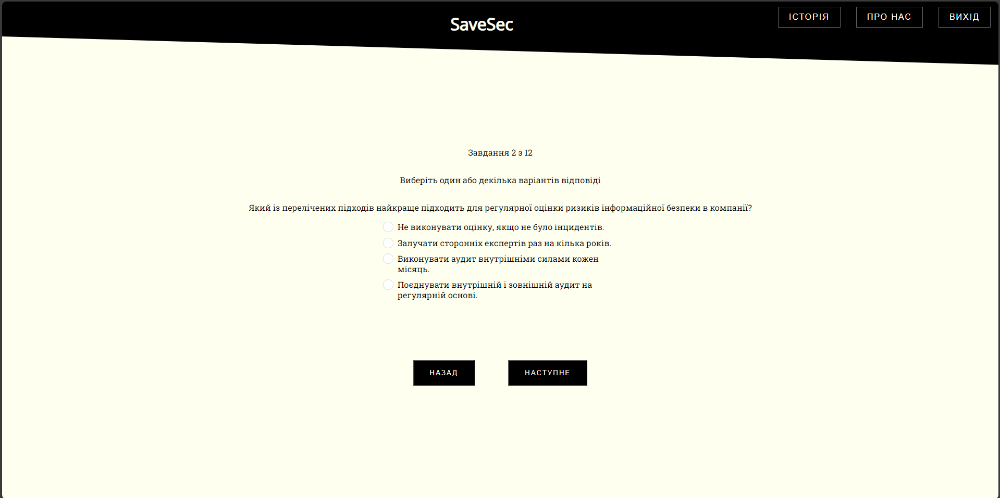 SaveSec
ІСТОРІЯ
ПРО НАС
ВИХІД
Завдання 2 з 12
Виберіть один або декілька варіантів відповіді
Який із перелічених підходів найкраще підходить для регулярної оцінки ризиків інформаційної безпеки в компанії?
Не виконувати оцінку, якщо не було інцидентів.
Залучати сторонніх експертів раз на кілька років.
Виконувати аудит внутрішніми силами кожен
місяць.
Поєднувати внутрішній і зовнішній аудит на
регулярній основі.
НАЗАД
НАСТУПНЕ